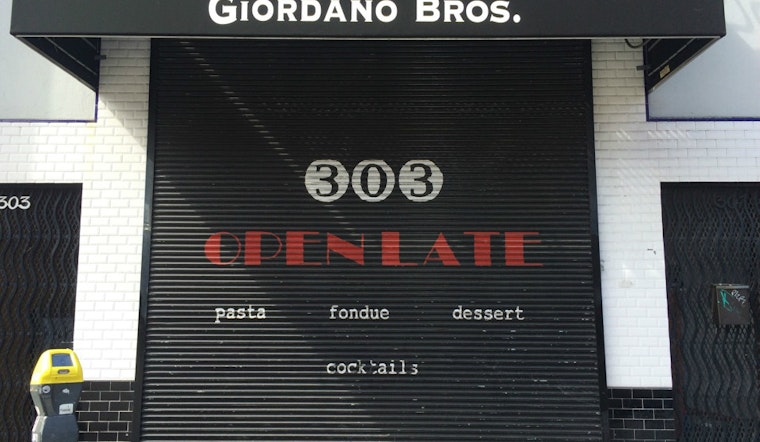 GIORDANO BROS.
303
303
OPEN LATE
pasta fondue dessert
cocktails